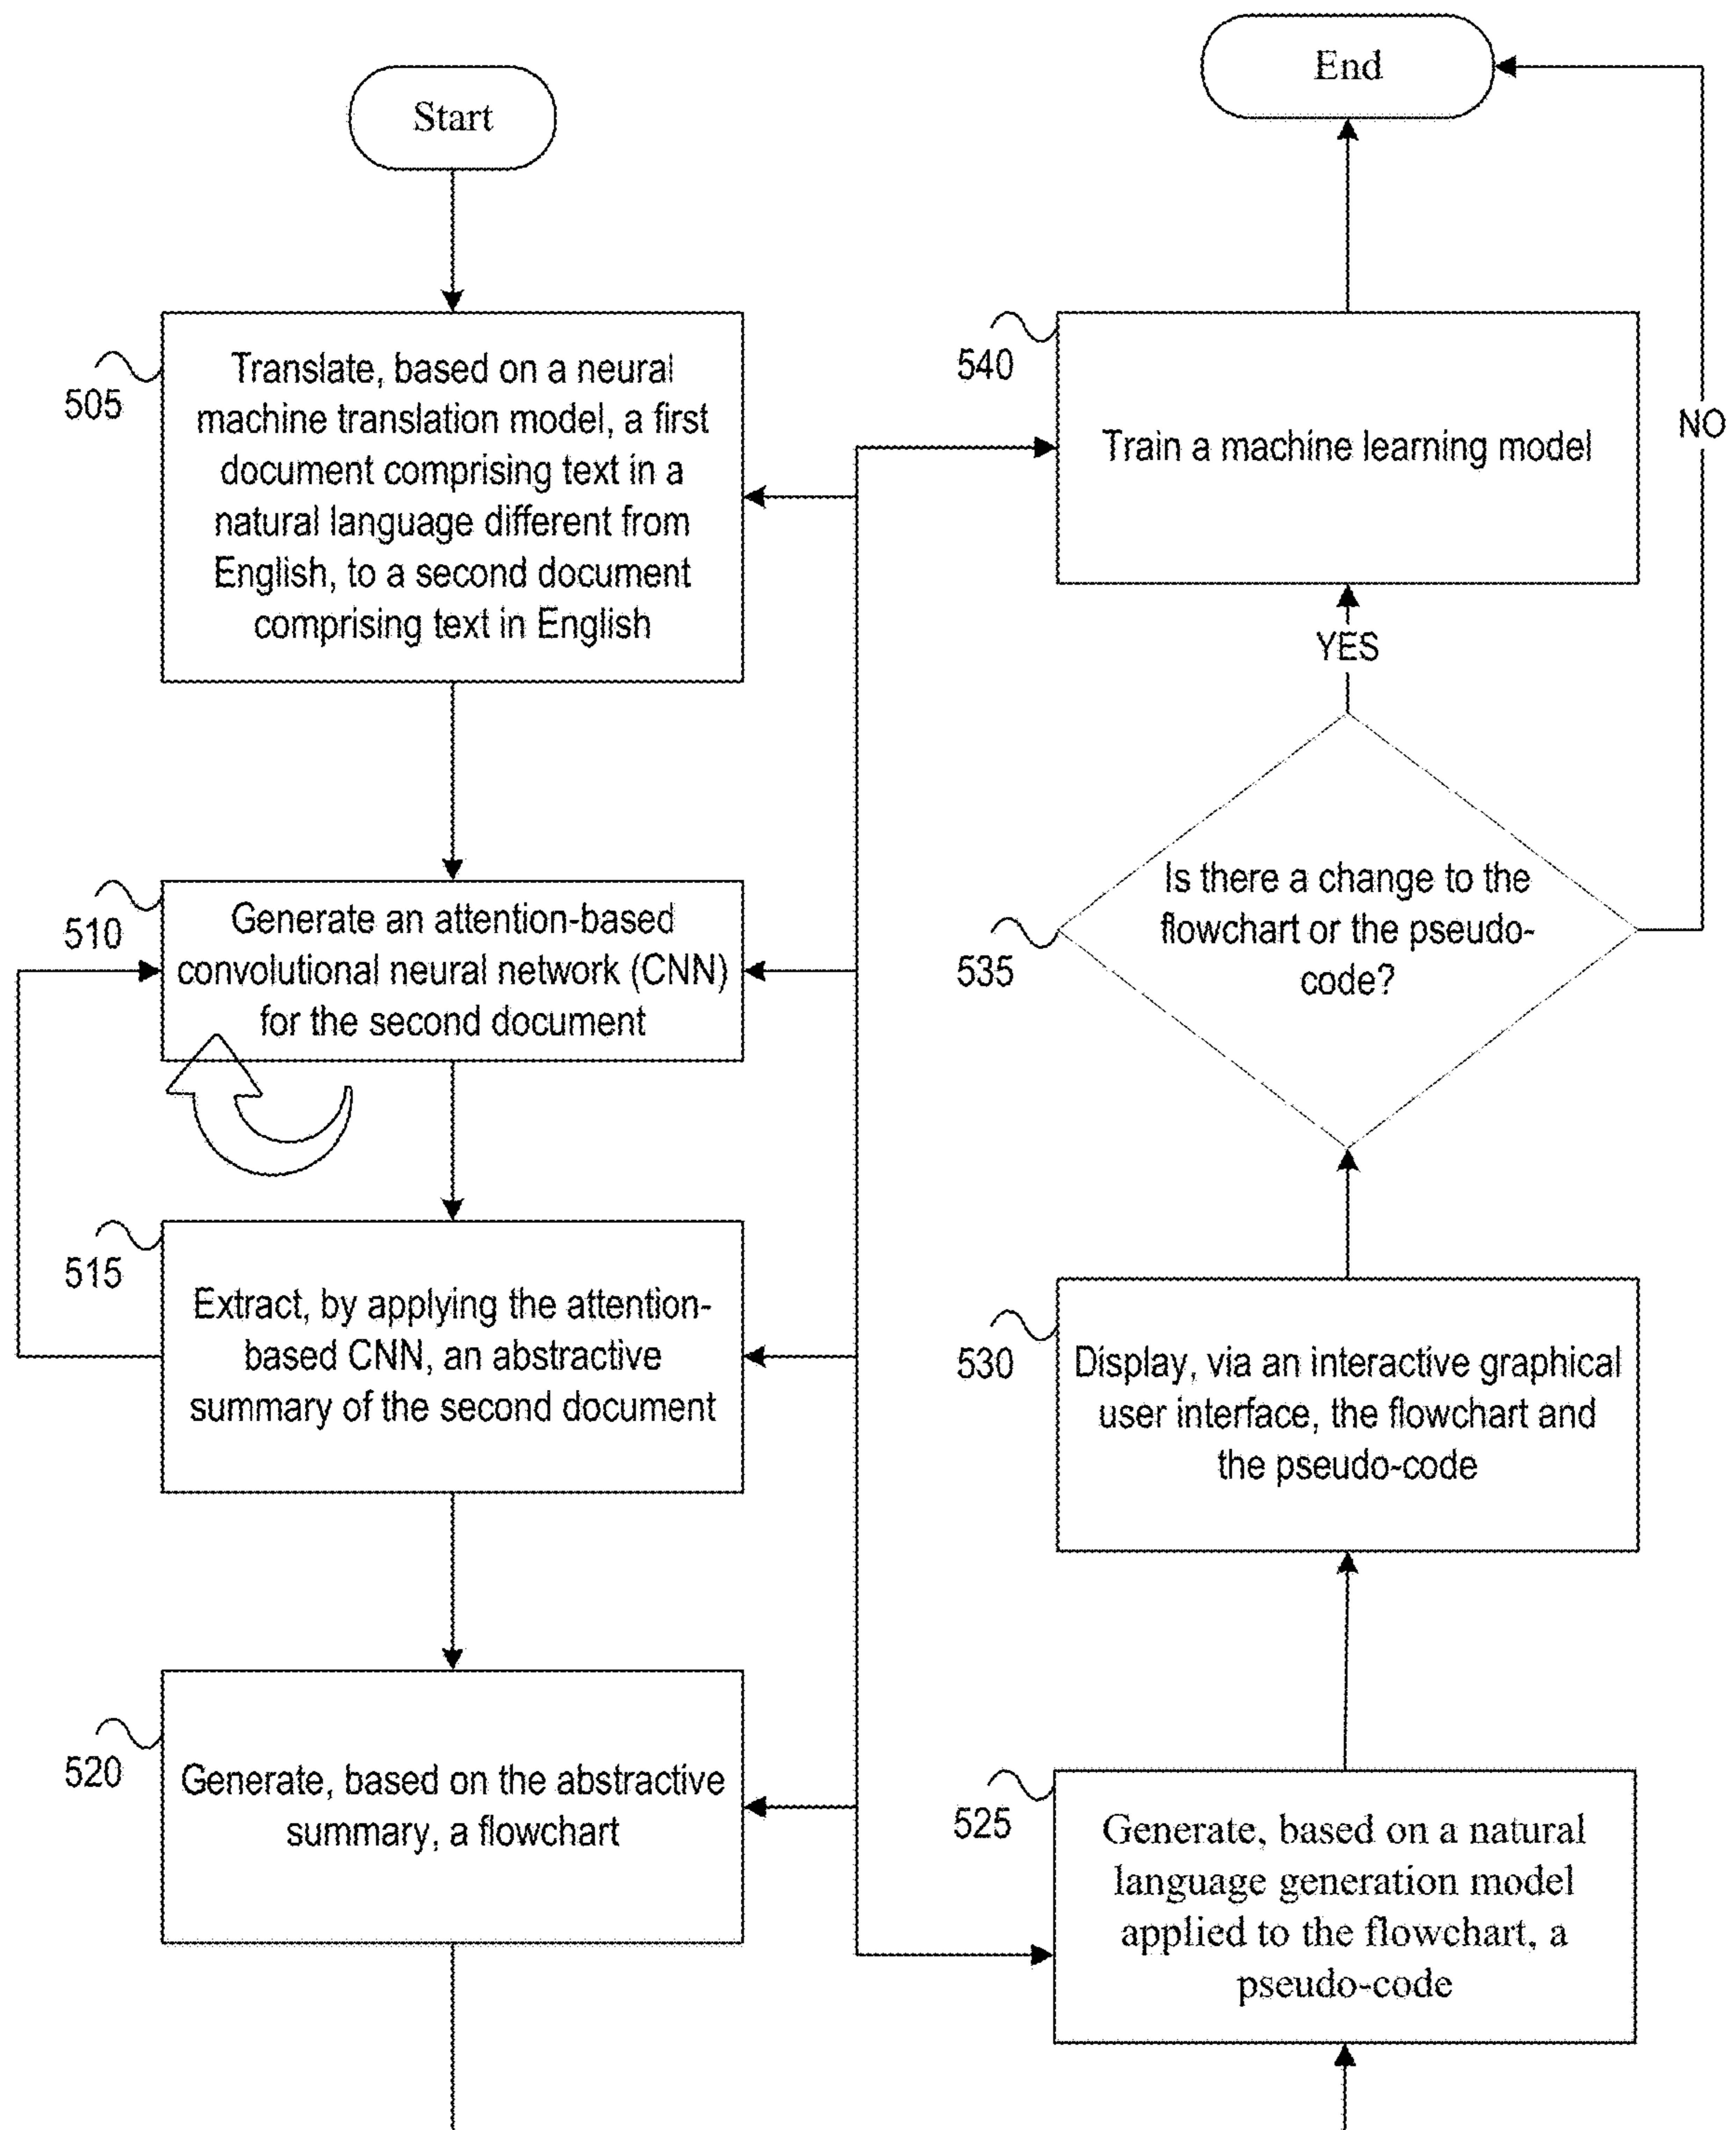 Start
505
Translate, based on a neural
machine translation model, a first
document comprising text in a
natural language different from
English, to a second document
comprising text in English
510
Generate an attention-based
convolutional neural network (CNN)
for the second document
515
Extract, by applying the attention-
based CNN, an abstractive
summary of the second document
520
Generate, based on the abstractive
summary, a flowchart
525
Generate, based on a natural
language generation model
applied to the flowchart, a
pseudo-code
530
Display, via an interactive graphical
user interface, the flowchart and
the pseudo-code
535
Is there a change to the
flowchart or the pseudo-
code?
YES
NO
540
Train a machine learning model
End